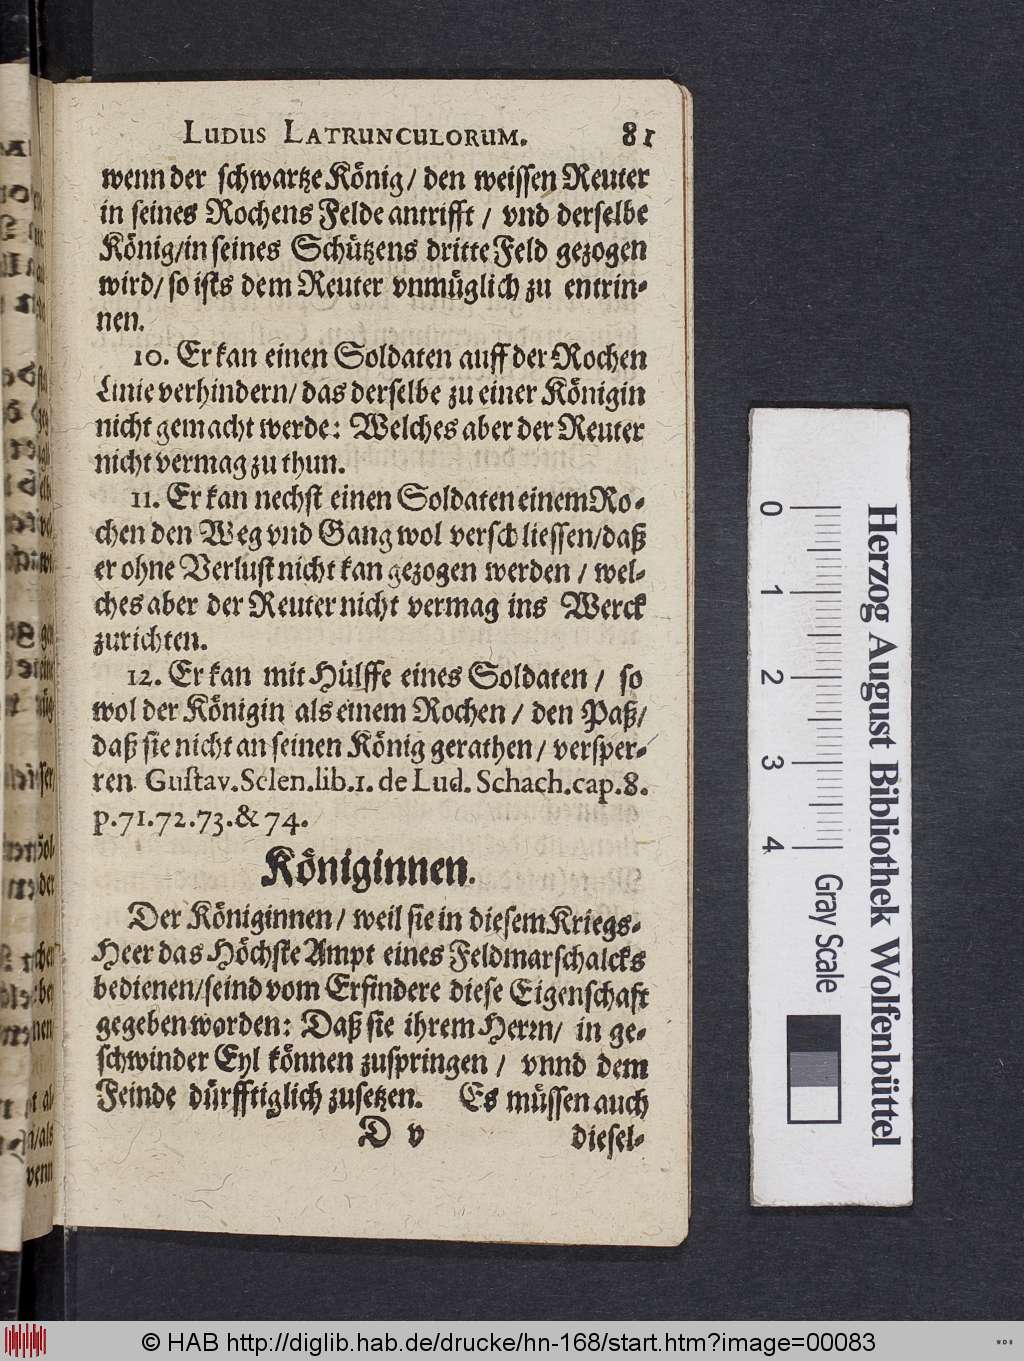 LUDUS LATRUNCULORUM. 81
wenn der schwartze König/ den weissen Reuter
in seines Rochens Felde antrifft / vnd derselbe
König/in seines Schützens dritte Feld gezogen
wird/ so ists dem Reuter vnmüglich zu entrin-
nen.
10. Er kan einen Soldaten auff der Rochen
Linie verhindern/ das derselbe zu einer Königin
nicht gemacht werde: Welches aber der Reuter
nicht vermag zu thun.
11. Er kan nechst einen Soldaten einem Ro-
chen den Weg vnd Gang wol verschliessen/daß
er ohne Verlust nicht kan gezogen werden / wel-
ches aber der Reuter nicht vermag ins Werck
zurichten.
12. Er kan mit Hülffe eines Soldaten / so
wol der Königin als einem Rochen / den Paß/
daß sie nicht an seinen König gerathen / versper-
ren Gustav. Selen. lib. 1. de Lud. Schach. cap. 8.
p. 71. 72. 73. & 74.
Königinnen.
Der Königinnen / weil sie in diesem Kriegs-
Heer das Höchste Ampt eines Feldmarschalcks
bedienen/seind vom Erfindere diese Eigenschafft
gegeben worden: Daß sie ihrem Herrn/ in ge-
schwinder Eyl können zuspringen / vnnd dem
Feinde dürfftiglich zusetzen. Es müssen auch
D v diesel-
0 1 2 3 4
Herzog August Bibliothek Wolfenbüttel
Gray Scale
© HAB http://diglib.hab.de/drucke/hn-168/start.htm?image=00083